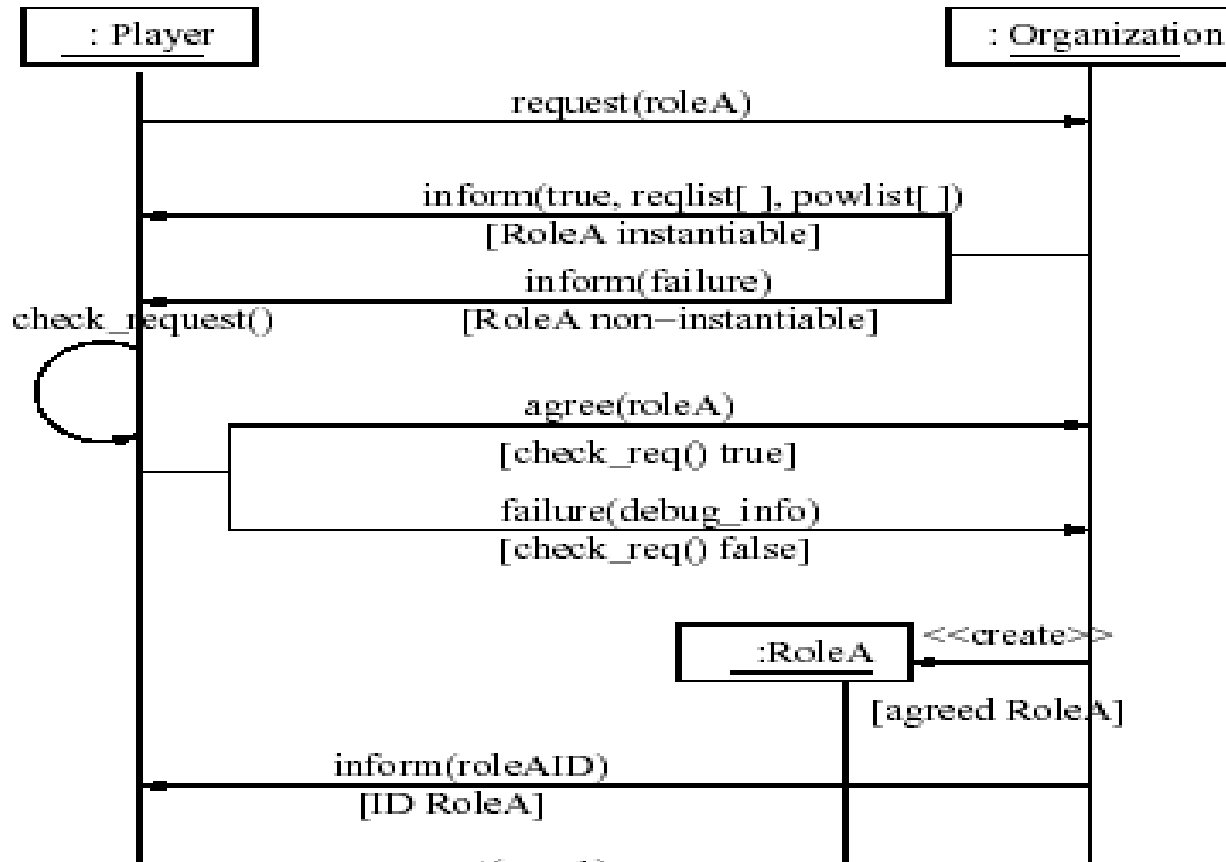 : Player
: Organization
request(roleA)
inform(true, reqlist[ ], powlist[ ])
[RoleA instantiable]
inform(failure)
[RoleA non−instantiable]
check_request()
agree(roleA)
[check_req() true]
failure(debug_info)
[check_req() false]
<<create>>
:RoleA
[agreed RoleA]
inform(roleAID)
[ID RoleA]